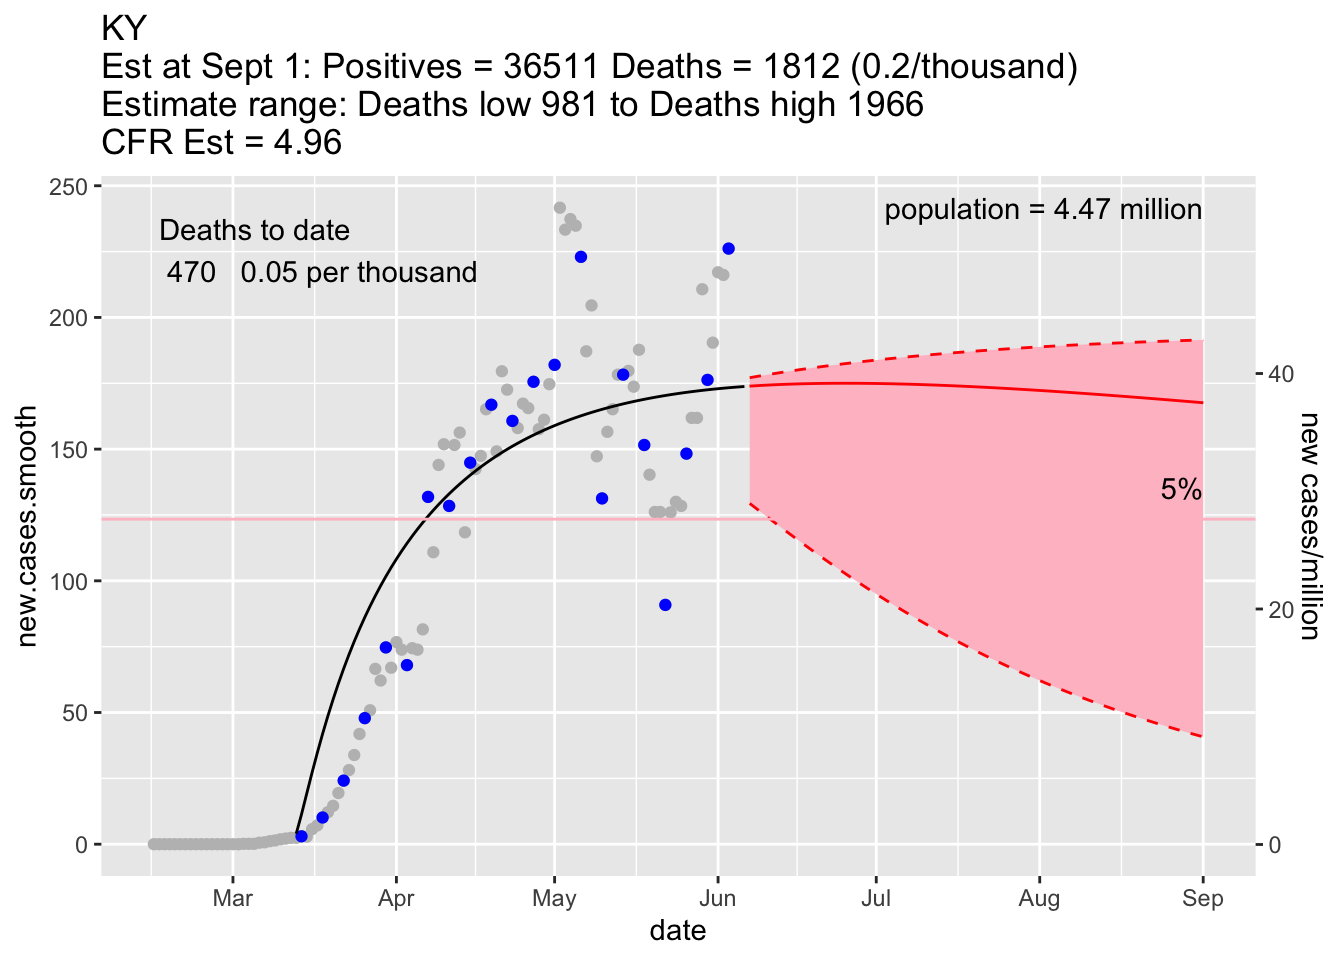 KY
Est at Sept 1: Positives = 36511 Deaths = 1812 (0.2/thousand)
Estimate range: Deaths low 981 to Deaths high 1966
CFR Est = 4.96
250
200
150
100
50
0
new.cases.smooth
Deaths to date
470 0.05 per thousand
population = 4.47 million
5%
40
20
0
new cases/million
Mar Apr May Jun Jul Aug Sep
date